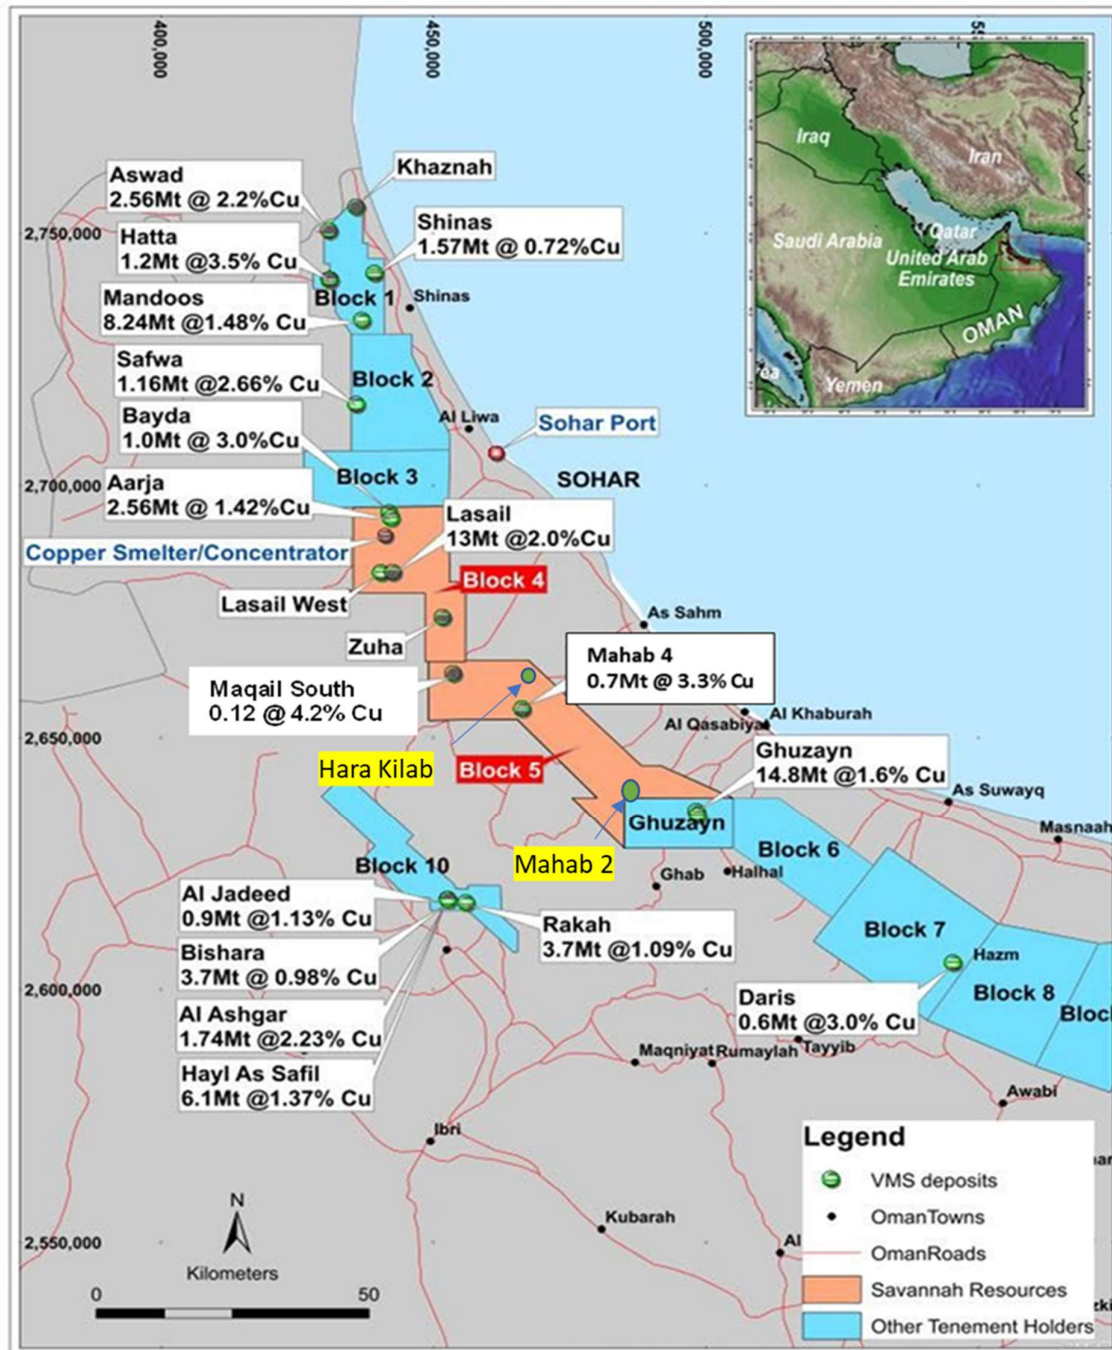 400,000
450,000
500,000
Iraq
Iran
Saudi Arabia
Qatar
United Arab
Emirates
OMAN
Yemen
Khaznah
Aswad
2.56Mt @ 2.2%Cu
Shinas
1.57Mt @ 0.72%Cu
2,750,000
Hatta
1.2Mt @3.5% Cu
Block 1
Shinas
Mandoos
8.24Mt @1.48% Cu
Safwa
1.16Mt @2.66% Cu
Block 2
Bayda
1.0Mt @ 3.0%Cu
Al Liwa
Sohar Port
SOHAR
2,700,000
Block 3
Aarja
2.56Mt @ 1.42%Cu
Lasail
13Mt @2.0%Cu
Copper Smelter/Concentrator
Block 4
Lasail West
As Sahm
Zuha
Mahab 4
0.7Mt @ 3.3% Cu
Maqail South
0.12 @ 4.2% Cu
Al Khaburah
Al Qasabiya
2,650,000
Hara Kilab
Block 5
Ghuzayn
14.8Mt @1.6% Cu
As Suwayq
Masnaah
Ghuzayn
Block 6
Mahab 2
Block 10
Ghab
Halhal
Al Jadeed
0.9Mt @1.13% Cu
Rakah
3.7Mt @1.09% Cu
Block 7
Hazm
Bishara
3.7Mt @ 0.98% Cu
2,600,000
Block 8
Bloc
Daris
0.6Mt @3.0% Cu
Al Ashgar
1.74Mt @2.23% Cu
Maqniyat
Rumaylah
Tayyib
Hayl As Safil
6.1Mt @1.37% Cu
Awabi
Ibri
Kubarah
Al
2,550,000
N
Kilometers
0
50
Legend
VMS deposits
OmanTowns
OmanRoads
Savannah Resources
Other Tenement Holders